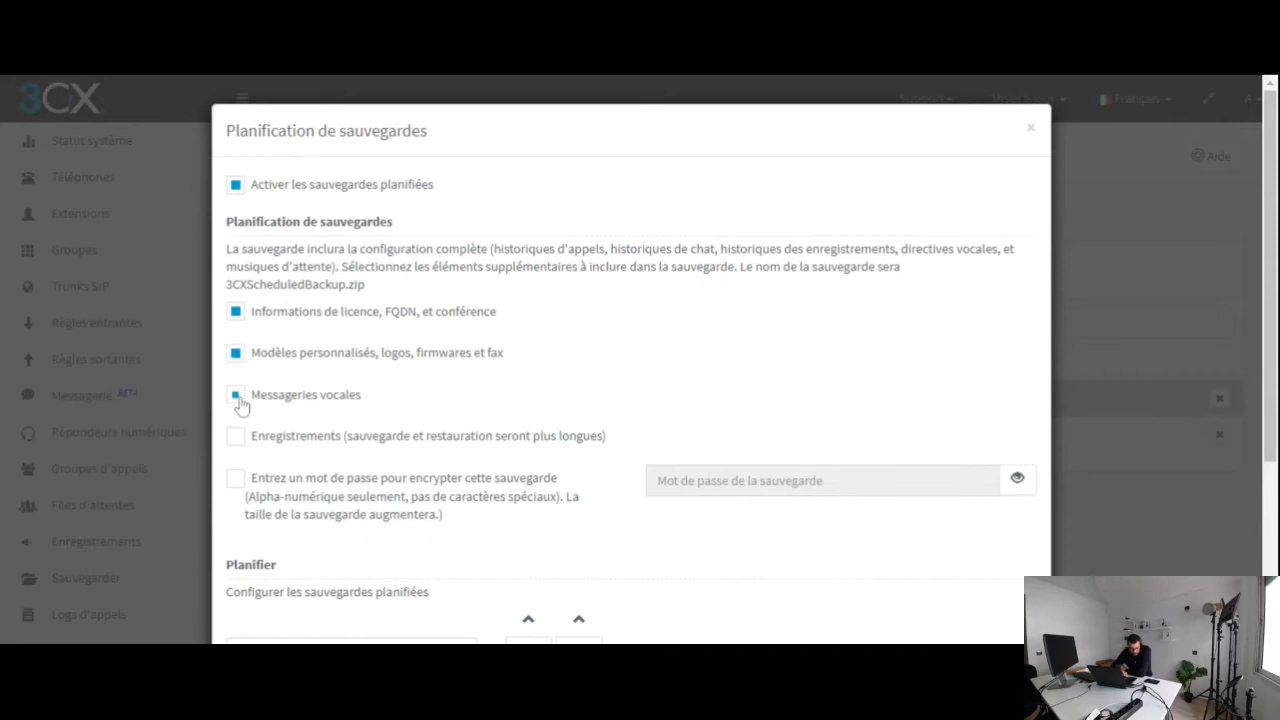 3CX
Support
Français
Planification de sauvegardes
×
Statut système
Aide
Téléphones
Activer les sauvegardes planifiées
Extensions
Planification de sauvegardes
Groupes
La sauvegarde inclura la configuration complète (historiques d'appels, historiques de chat, historiques des enregistrements, directives vocales, et
musiques d'attente). Sélectionnez les éléments supplémentaires à inclure dans la sauvegarde. Le nom de la sauvegarde sera
3CXScheduledBackup.zip
Trunks SIP
Informations de licence, FQDN, et conférence
Règles entrantes
Modèles personnalisés, logos, firmwares et fax
Règles sortantes
Messageries vocales
Messagerie BETA
Répondeurs numériques
Enregistrements (sauvegarde et restauration seront plus longues)
Groupes d'appels
Entrez un mot de passe pour encrypter cette sauvegarde
(Alpha-numérique seulement, pas de caractères spéciaux). La
taille de la sauvegarde augmentera.)
Mot de passe de la sauvegarde
Files d'attentes
Enregistrements
Planifier
Sauvegarder
Configurer les sauvegardes planifiées
Logs d'appels